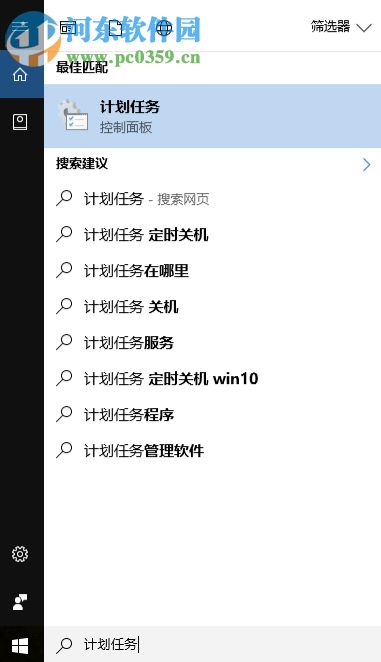 河东软件园
筛选器
www.pc0359.cn
最佳匹配
计划任务
控制面板
搜索建议
计划任务 - 搜索网页
计划任务 定时关机
计划任务在哪里
计划任务 关机
计划任务服务
计划任务 定时关机 win10
计划任务程序
计划任务管理软件
计划任务